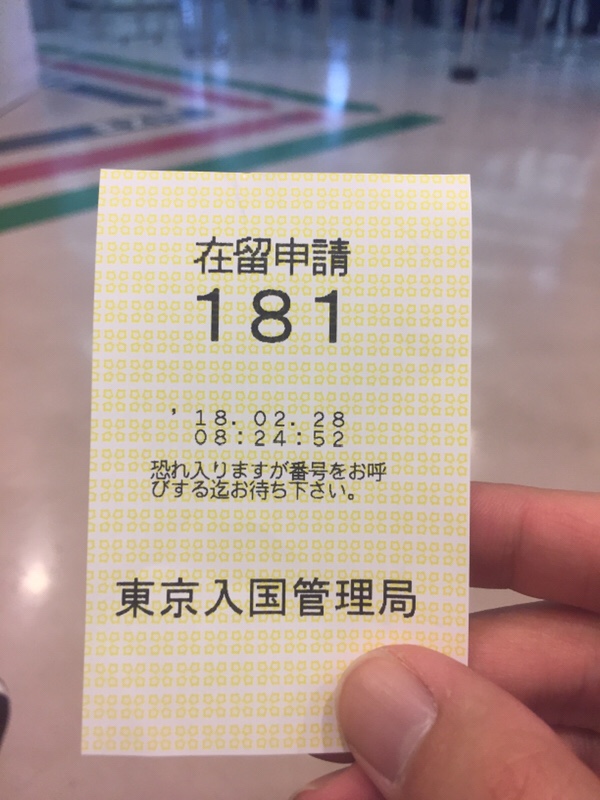 在留申請
181
'18.02.28
08:24:52
恐れ入りますが番号をお呼
びする迄お待ち下さい。
東京入国管理局